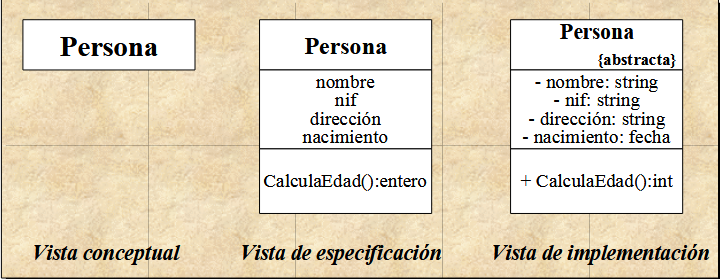 Persona
Vista conceptual
Persona
nombre
nif
dirección
nacimiento
CalculaEdad():entero
Vista de especificación
Persona
{abstracta}
- nombre: string
- nif: string
- dirección: string
- nacimiento: fecha
+ CalculaEdad():int
Vista de implementación